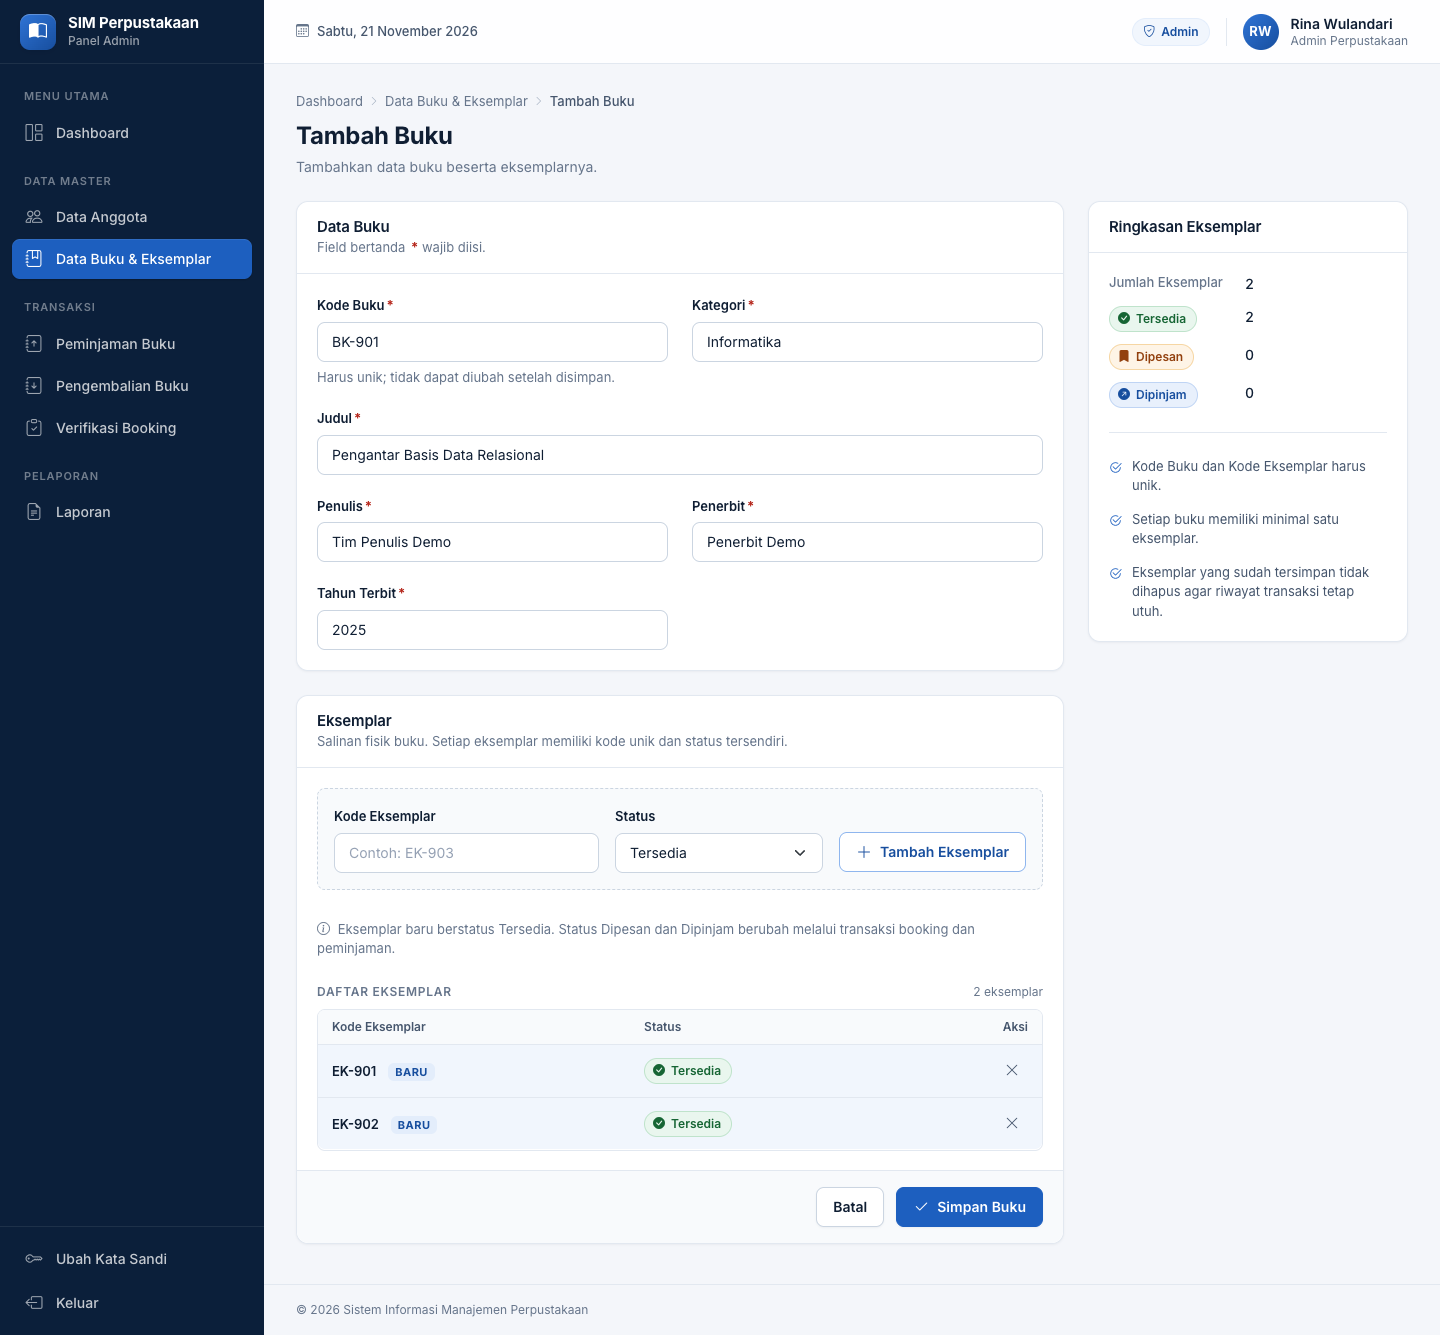 SIM Perpustakaan
Panel Admin
MENU UTAMA
Dashboard
DATA MASTER
Data Anggota
Data Buku & Eksemplar
TRANSAKSI
Peminjaman Buku
Pengembalian Buku
Verifikasi Booking
PELAPORAN
Laporan
Ubah Kata Sandi
Keluar
Sabtu, 21 November 2026
Admin
RW
Rina Wulandari
Admin Perpustakaan
Dashboard > Data Buku & Eksemplar > Tambah Buku
Tambah Buku
Tambahkan data buku beserta eksemplarnya.
Data Buku
Field bertanda * wajib diisi.
Kode Buku * Kategori *
BK-901 Informatika
Harus unik; tidak dapat diubah setelah disimpan.
Judul *
Pengantar Basis Data Relasional
Penulis * Penerbit *
Tim Penulis Demo Penerbit Demo
Tahun Terbit *
2025
Eksemplar
Salinan fisik buku. Setiap eksemplar memiliki kode unik dan status tersendiri.
Kode Eksemplar Status
Contoh: EK-903 Tersedia Tambah Eksemplar
Eksemplar baru berstatus Tersedia. Status Dipesan dan Dipinjam berubah melalui transaksi booking dan
peminjaman.
DAFTAR EKSEMPLAR 2 eksemplar
Kode Eksemplar Status Aksi
EK-901 BARU Tersedia
EK-902 BARU Tersedia
Batal Simpan Buku
Ringkasan Eksemplar
Jumlah Eksemplar 2
Tersedia 2
Dipesan 0
Dipinjam 0
Kode Buku dan Kode Eksemplar harus
unik.
Setiap buku memiliki minimal satu
eksemplar.
Eksemplar yang sudah tersimpan tidak
dihapus agar riwayat transaksi tetap
utuh.
© 2026 Sistem Informasi Manajemen Perpustakaan